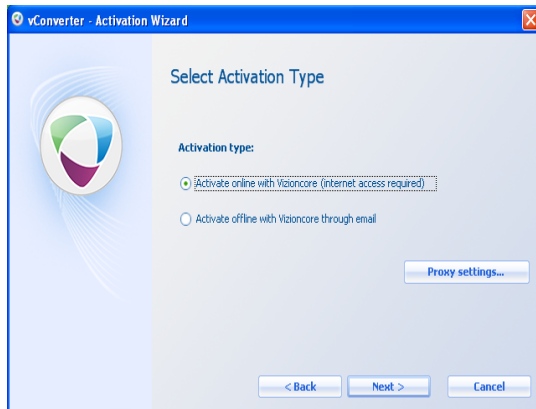 vConverter - Activation Wizard
Select Activation Type
Activation type:
Activate online with Vizioncore (internet access required)
Activate offline with Vizioncore through email
Proxy settings...
< Back
Next >
Cancel